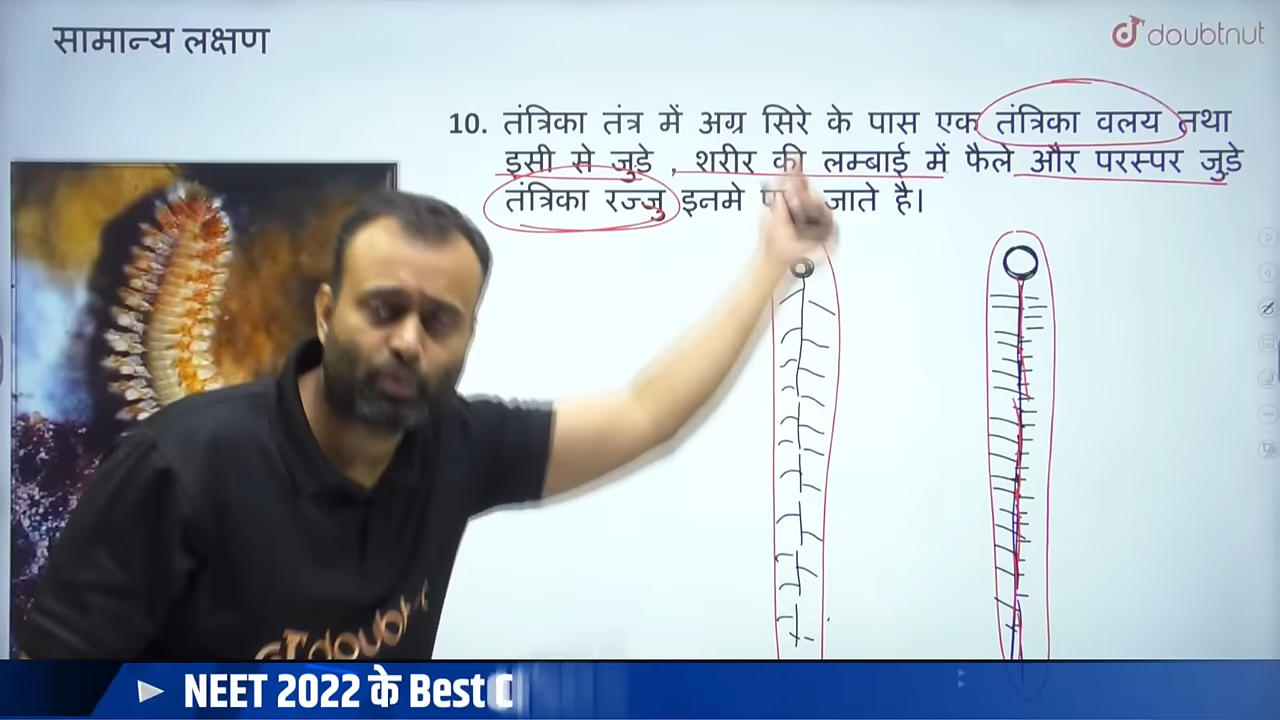 सामान्य लक्षण
doubtnut
10. तंत्रिका तंत्र में अग्र सिरे के पास एक तंत्रिका वलय तथा
इसी से जुडे , शरीर की लम्बाई में फैले और परस्पर जुड़े
तंत्रिका रज्जु इनमे जाते है।
doubtnut
NEET 2022 के Best